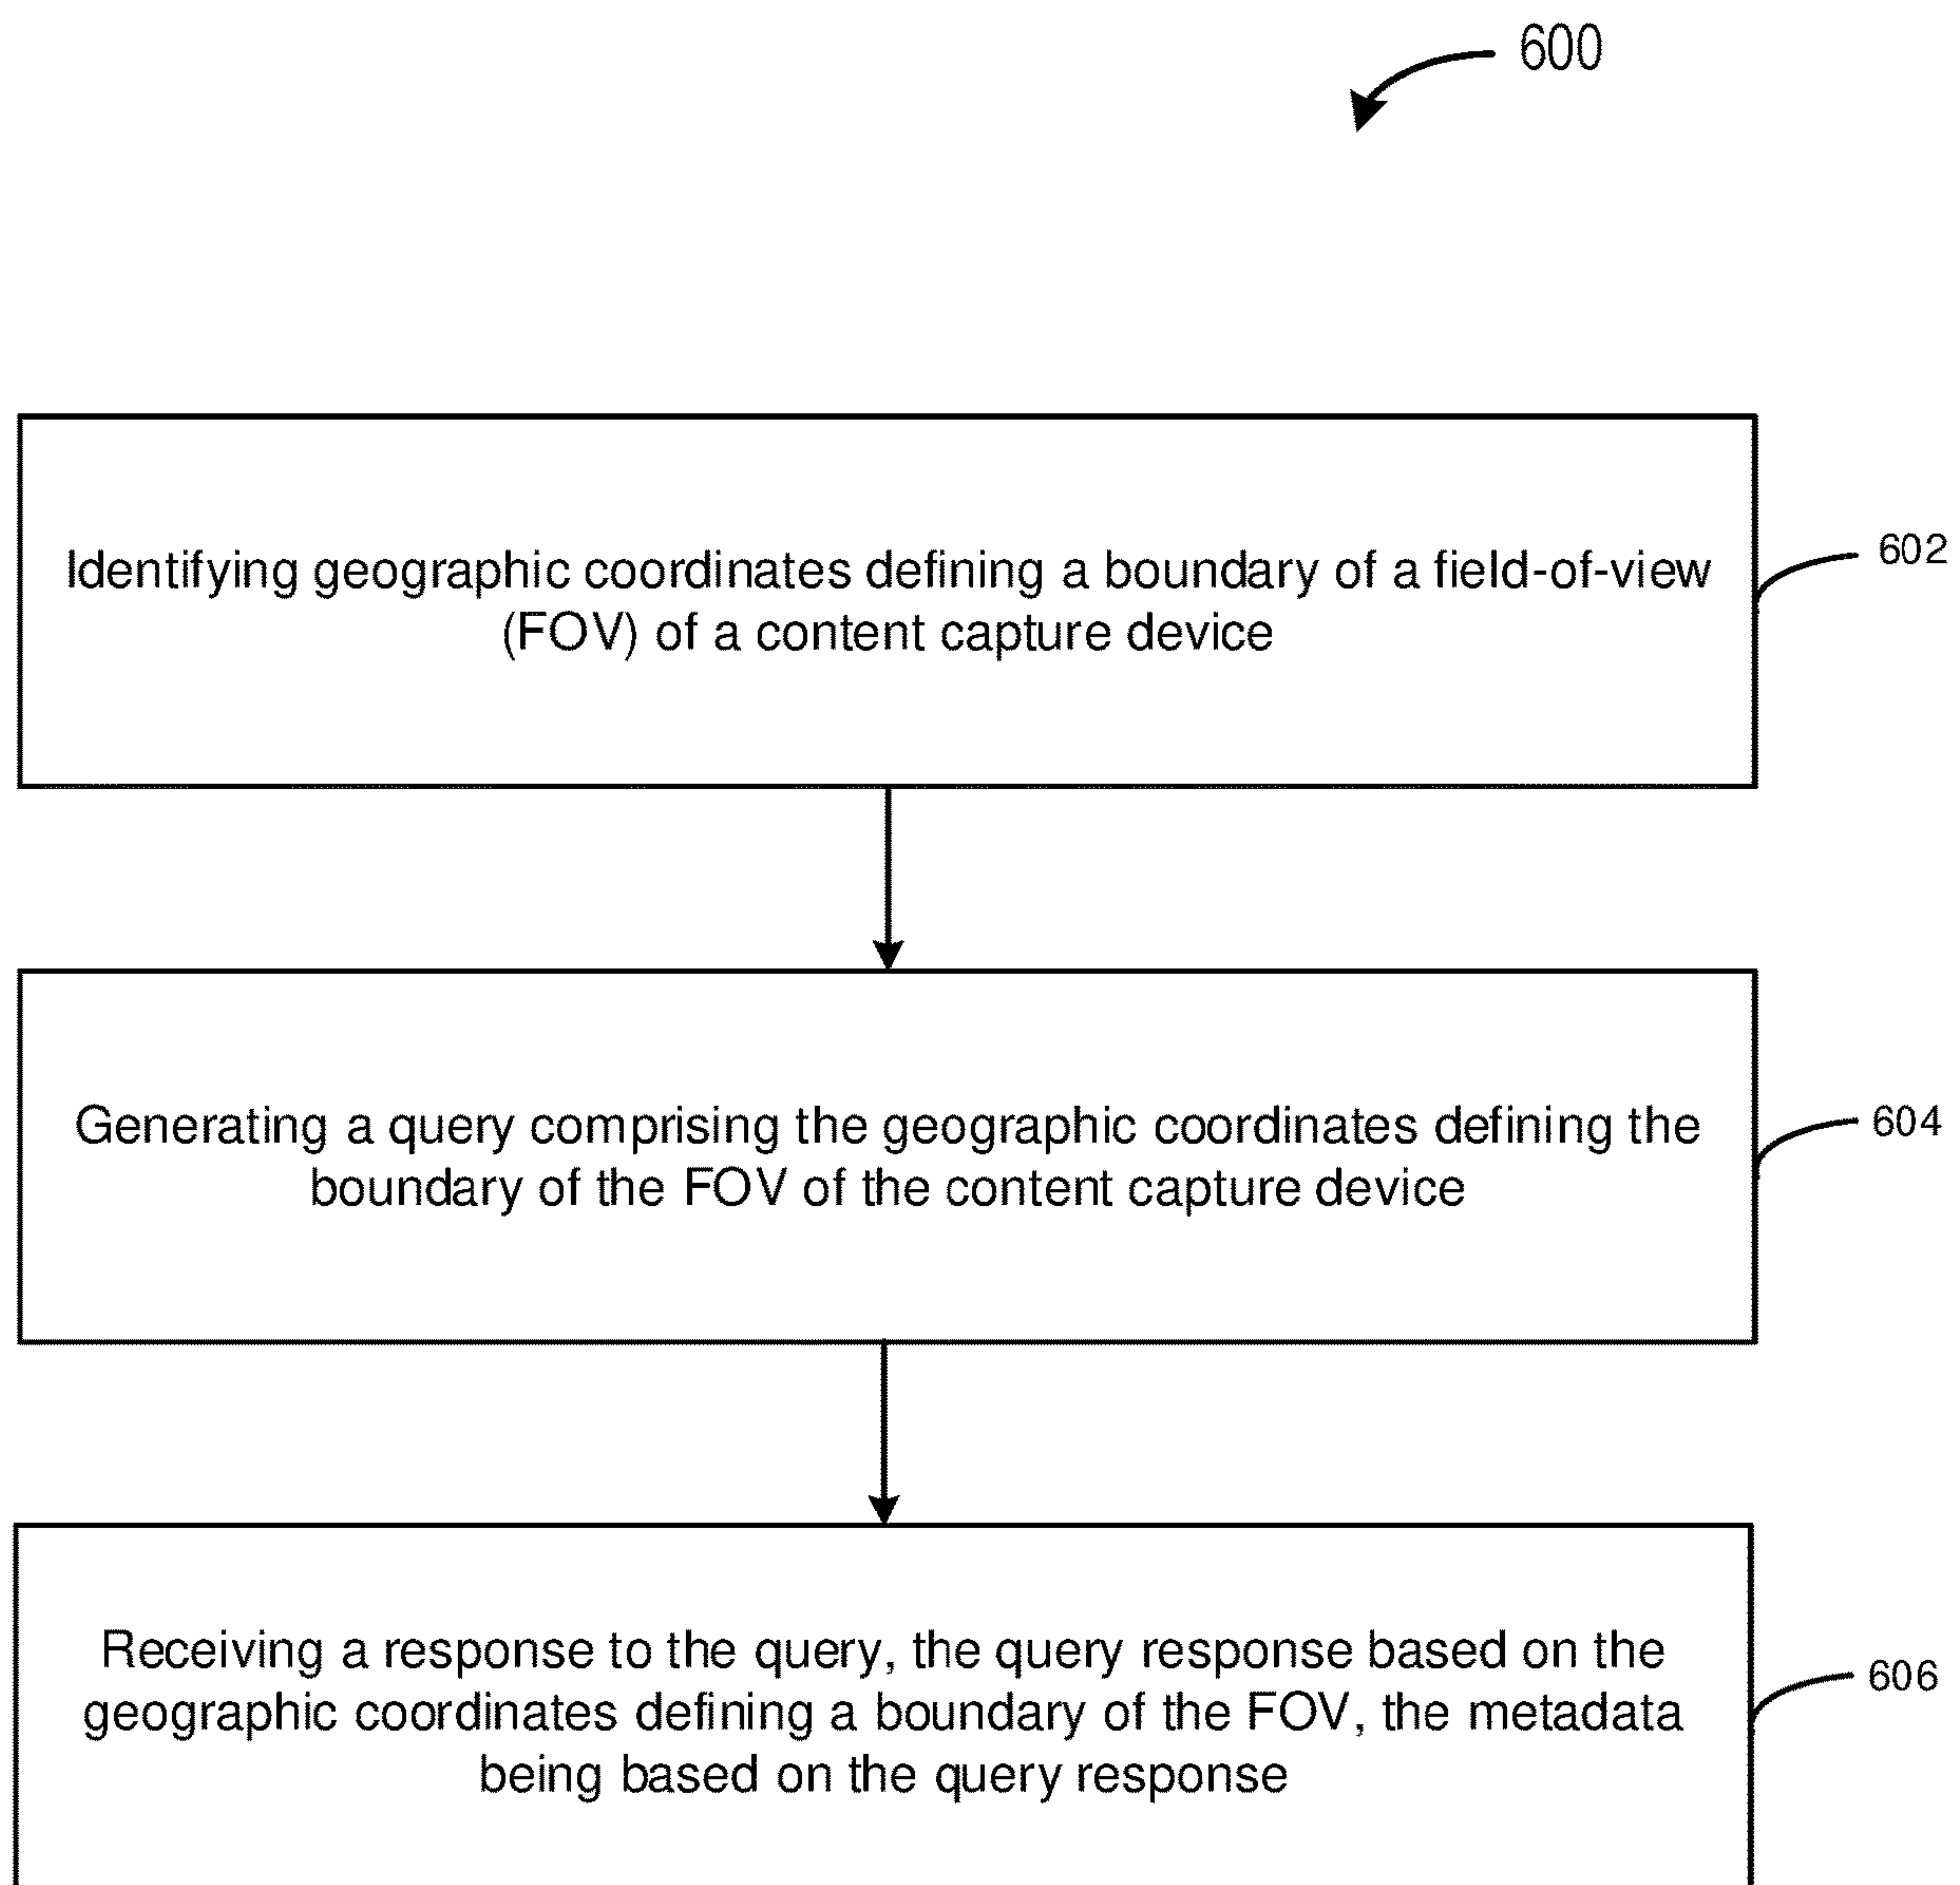 600
Identifying geographic coordinates defining a boundary of a field-of-view
(FOV) of a content capture device
602
Generating a query comprising the geographic coordinates defining the
boundary of the FOV of the content capture device
604
Receiving a response to the query, the query response based on the
geographic coordinates defining a boundary of the FOV, the metadata
being based on the query response
606